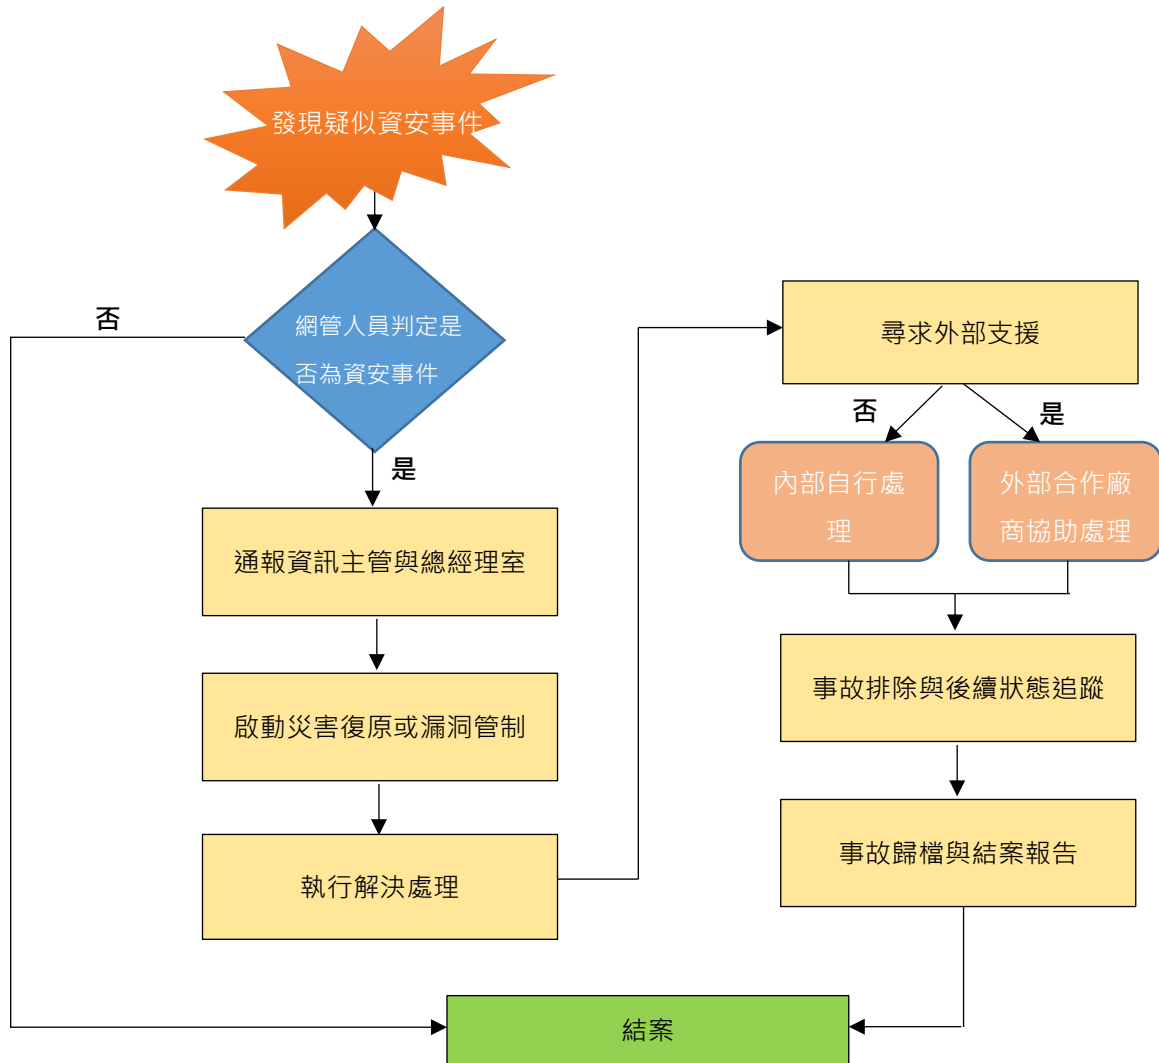 發現疑似資安事件
否
網管人員判定是
否為資安事件
是
通報資訊主管與總經理室
啟動災害復原或漏洞管制
執行解決處理
尋求外部支援
否
是
內部自行處
理
外部合作廠
商協助處理
事故排除與後續狀態追蹤
事故歸檔與結案報告
結案